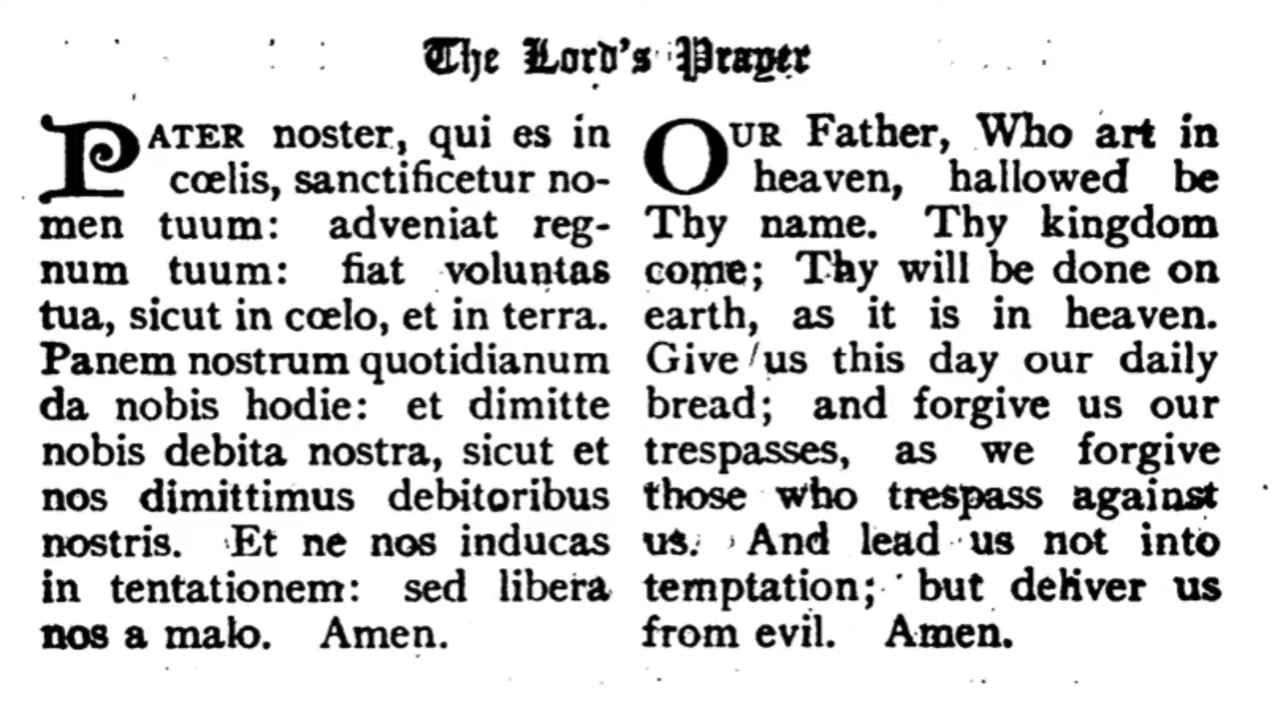 The Lord's Prayer
PATER noster, qui es in
cœlis, sanctificetur no-
men tuum: adveniat reg-
num tuum: fiat voluntas
tua, sicut in cœlo, et in terra.
Panem nostrum quotidianum
da nobis hodie: et dimitte
nobis debita nostra, sicut et
nos dimittimus debitoribus
nostris. Et ne nos inducas
in tentationem: sed libera
nos a malo. Amen.
OUR Father, Who art in
heaven, hallowed be
Thy name. Thy kingdom
come; Thy will be done on
earth, as it is in heaven.
Give us this day our daily
bread; and forgive us our
trespasses, as we forgive
those who trespass against
us. And lead us not into
temptation; but deliver us
from evil. Amen.